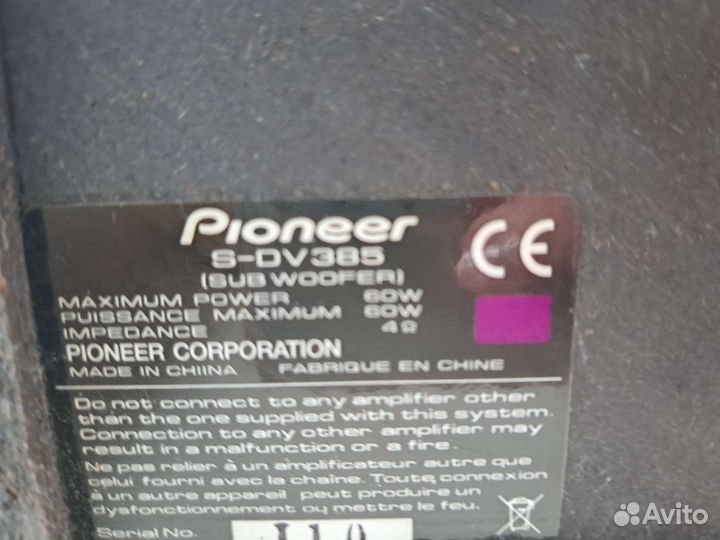 Pioneer
S-DV385
(SUB WOOFER)
MAXIMUM POWER 60W
PUISSANCE MAXIMUM 60W
IMPEDANCE 4Ω
PIONEER CORPORATION
MADE IN CHIINA FABRIQUE EN CHINE
CE
Do not connect to any amplifier other
than the one supplied with this system.
Connection to any other amplifier may
result in a malfunction or a fire.
Ne pas relier à un amplificateur autre que
celui fourni avec la chaîne. Toute connexion
à un autre appareil peut produire un
dysfonctionnement ou mettre le feu.
Serial No. J10
Avito